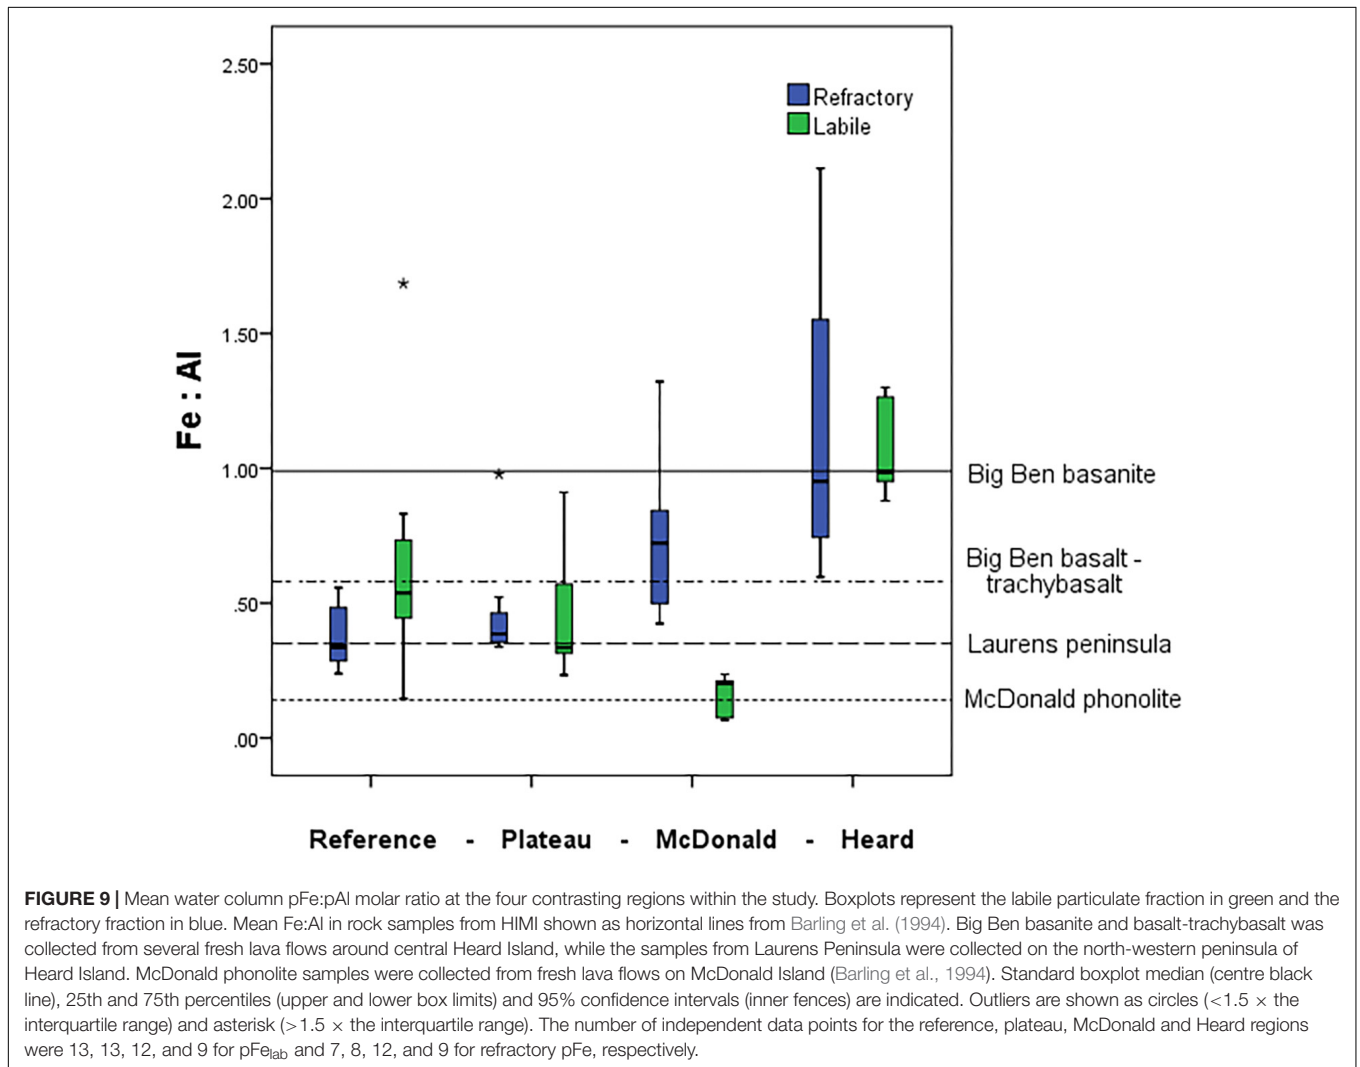 2.50
2.00
1.50
1.00
.50
.00
Fe : Al
Refractory
Labile
*
*
Big Ben basanite
Big Ben basalt -
trachybasalt
Laurens peninsula
McDonald phonolite
Reference - Plateau - McDonald - Heard
FIGURE 9 | Mean water column pFe:pAl molar ratio at the four contrasting regions within the study. Boxplots represent the labile particulate fraction in green and the
refractory fraction in blue. Mean Fe:Al in rock samples from HIMI shown as horizontal lines from Barling et al. (1994). Big Ben basanite and basalt-trachybasalt was
collected from several fresh lava flows around central Heard Island, while the samples from Laurens Peninsula were collected on the north-western peninsula of
Heard Island. McDonald phonolite samples were collected from fresh lava flows on McDonald Island (Barling et al., 1994). Standard boxplot median (centre black
line), 25th and 75th percentiles (upper and lower box limits) and 95% confidence intervals (inner fences) are indicated. Outliers are shown as circles (<1.5 × the
interquartile range) and asterisk (>1.5 × the interquartile range). The number of independent data points for the reference, plateau, McDonald and Heard regions
were 13, 13, 12, and 9 for pFelab and 7, 8, 12, and 9 for refractory pFe, respectively.